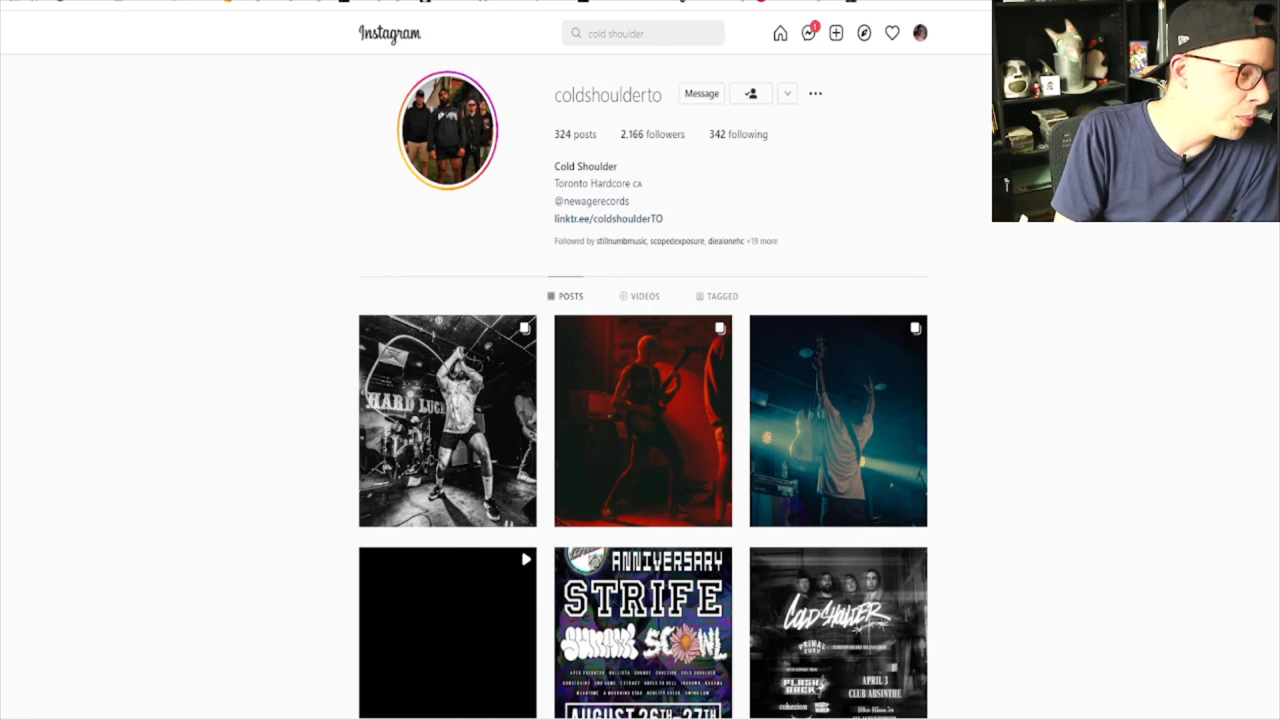 Instagram
cold shoulder
1
coldshoulderto
Message
324 posts 2,166 followers 342 following
Cold Shoulder
Toronto Hardcore CA
@newagerecords
linktr.ee/coldshoulderTO
Followed by stillnumbmusic, scopedexposure, diealonehc +19 more
POSTS VIDEOS TAGGED
HARD LUCK
ANNIVERSARY
STRIFE
SCOWL
AUGUST 26TH-27TH
COLD SHOULDER
APRIL 3
CLUB ABSINTHE